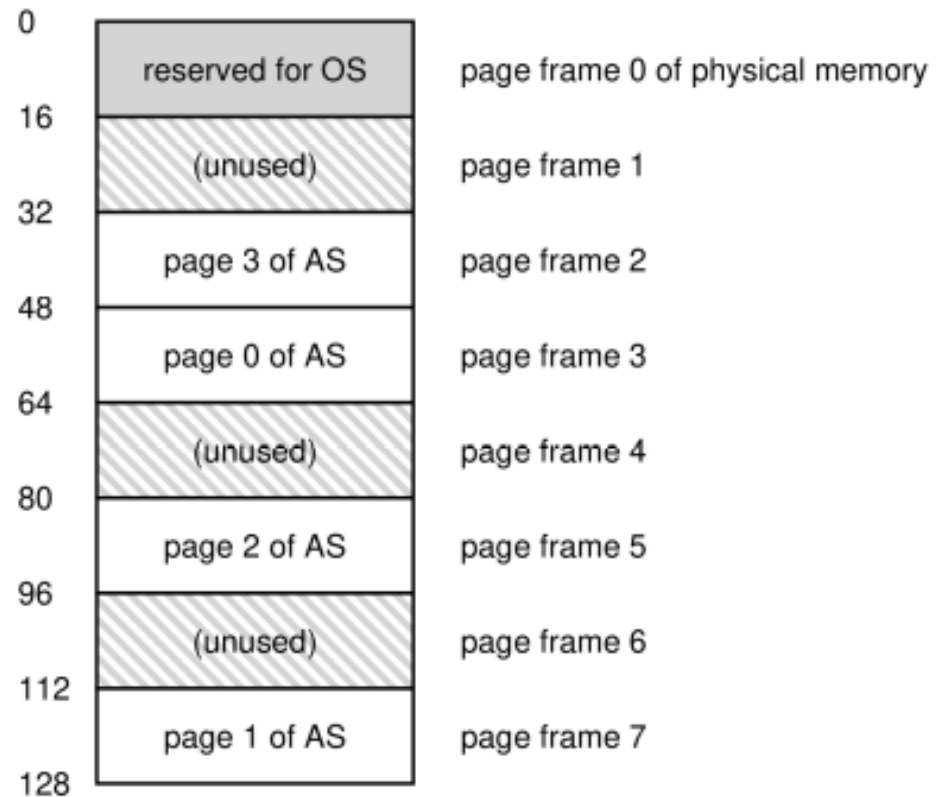 0
reserved for OS page frame 0 of physical memory
16
(unused) page frame 1
32
page 3 of AS page frame 2
48
page 0 of AS page frame 3
64
(unused) page frame 4
80
page 2 of AS page frame 5
96
(unused) page frame 6
112
page 1 of AS page frame 7
128